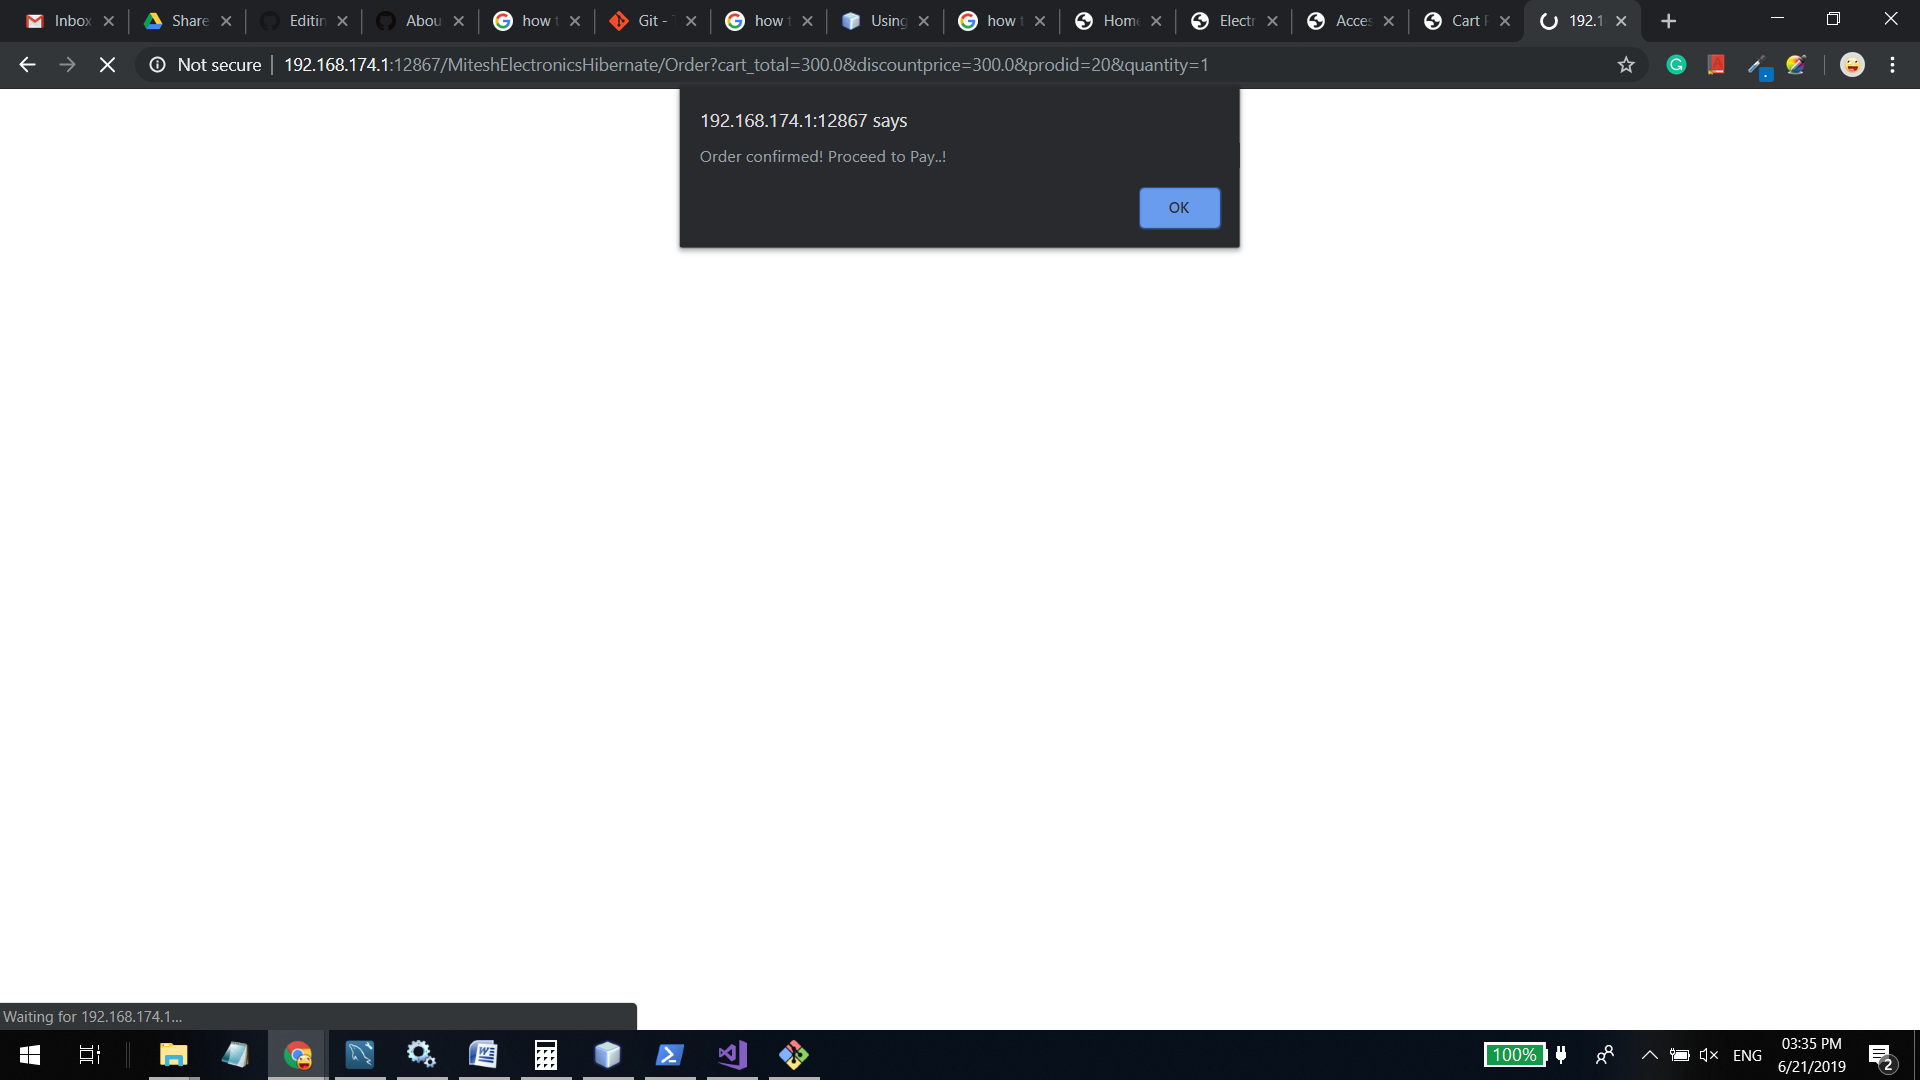 Inbox
Share
Editin
Abou
how t
Git -
how t
Using
how t
Home
Electr
Acces
Cart
192.1
Not secure
192.168.174.1:12867/MiteshElectronicsHibernate/Order?cart_total=300.0&discountprice=300.0&prodid=20&quantity=1
192.168.174.1:12867 says
Order confirmed! Proceed to Pay..!
OK
Waiting for 192.168.174.1...
100%
ENG
03:35 PM
6/21/2019
2